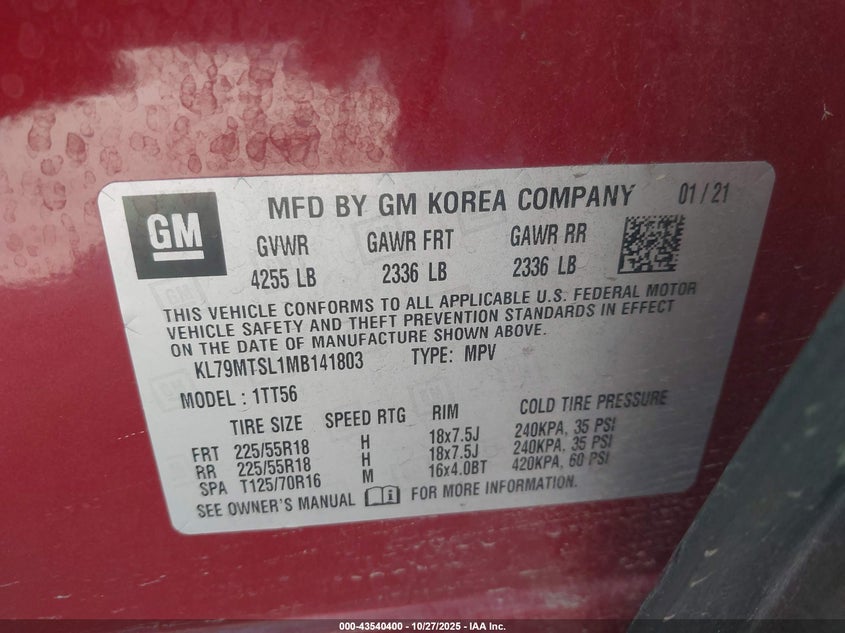 GM
MFD BY GM KOREA COMPANY 01/21
GVWR GAWR FRT GAWR RR
4255 LB 2336 LB 2336 LB
THIS VEHICLE CONFORMS TO ALL APPLICABLE U.S. FEDERAL MOTOR
VEHICLE SAFETY AND THEFT PREVENTION STANDARDS IN EFFECT
ON THE DATE OF MANUFACTURE SHOWN ABOVE.
KL79MTSL1MB141803 TYPE: MPV
MODEL : 1TT56
TIRE SIZE SPEED RTG RIM COLD TIRE PRESSURE
FRT 225/55R18 H 18x7.5J 240KPA, 35 PSI
RR 225/55R18 H 18x7.5J 240KPA, 35 PSI
SPA T125/70R16 M 16x4.0BT 420KPA, 60 PSI
SEE OWNER'S MANUAL FOR MORE INFORMATION.
000-43540400 - 10/27/2025 - IAA Inc.